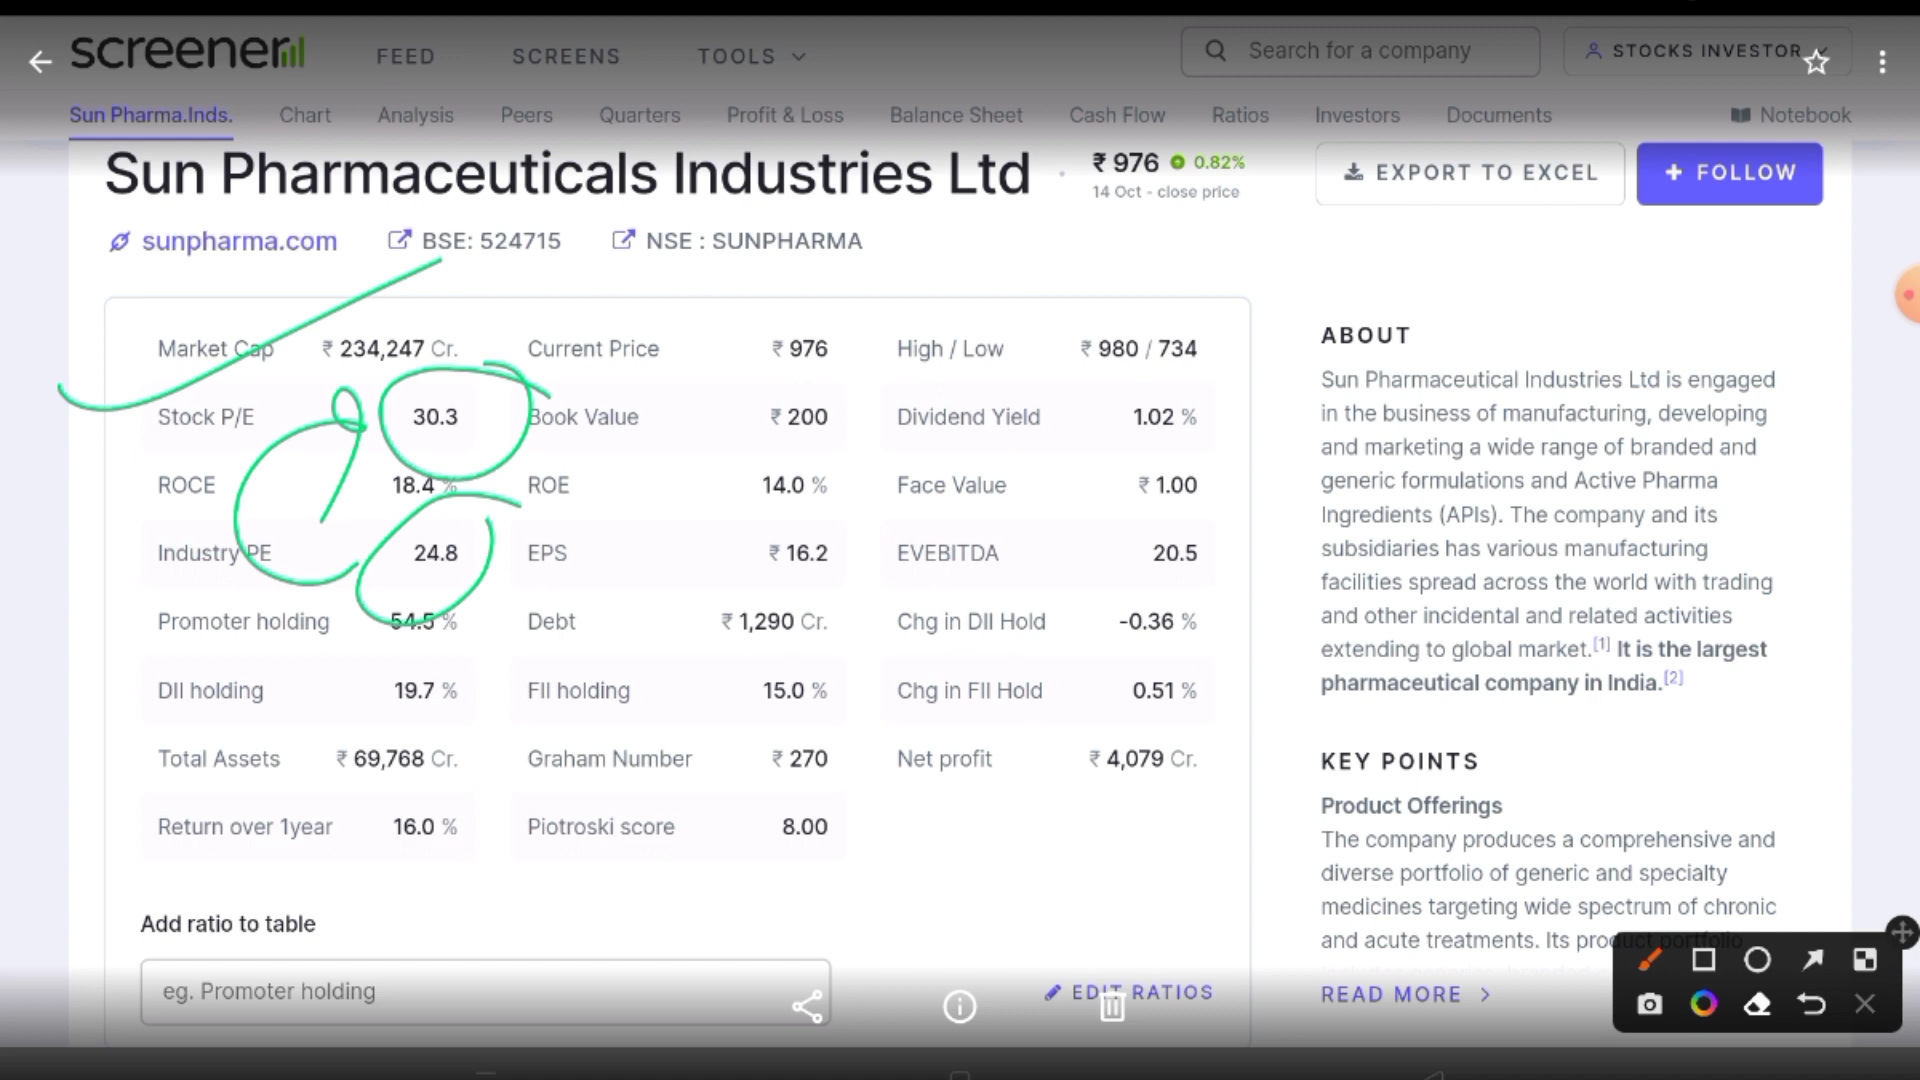 screener FEED SCREENS TOOLS Search for a company STOCKS INVESTOR
Sun Pharma.Inds. Chart Analysis Peers Quarters Profit & Loss Balance Sheet Cash Flow Ratios Investors Documents Notebook
Sun Pharmaceuticals Industries Ltd ₹ 976 0.82%
14 Oct - close price
EXPORT TO EXCEL + FOLLOW
sunpharma.com BSE: 524715 NSE : SUNPHARMA
Market Cap ₹ 234,247 Cr. Current Price ₹ 976 High / Low ₹ 980 / 734
Stock P/E 30.3 Book Value ₹ 200 Dividend Yield 1.02 %
ROCE 18.4 % ROE 14.0 % Face Value ₹ 1.00
Industry PE 24.8 EPS ₹ 16.2 EVEBITDA 20.5
Promoter holding 54.5 % Debt ₹ 1,290 Cr. Chg in DII Hold -0.36 %
DII holding 19.7 % FII holding 15.0 % Chg in FII Hold 0.51 %
Total Assets ₹ 69,768 Cr. Graham Number ₹ 270 Net profit ₹ 4,079 Cr.
Return over 1year 16.0 % Piotroski score 8.00
Add ratio to table
eg. Promoter holding
EDIT RATIOS
ABOUT
Sun Pharmaceutical Industries Ltd is engaged
in the business of manufacturing, developing
and marketing a wide range of branded and
generic formulations and Active Pharma
Ingredients (APIs). The company and its
subsidiaries has various manufacturing
facilities spread across the world with trading
and other incidental and related activities
extending to global market.[1] It is the largest
pharmaceutical company in India.[2]
KEY POINTS
Product Offerings
The company produces a comprehensive and
diverse portfolio of generic and specialty
medicines targeting wide spectrum of chronic
and acute treatments. Its product portfolio
READ MORE